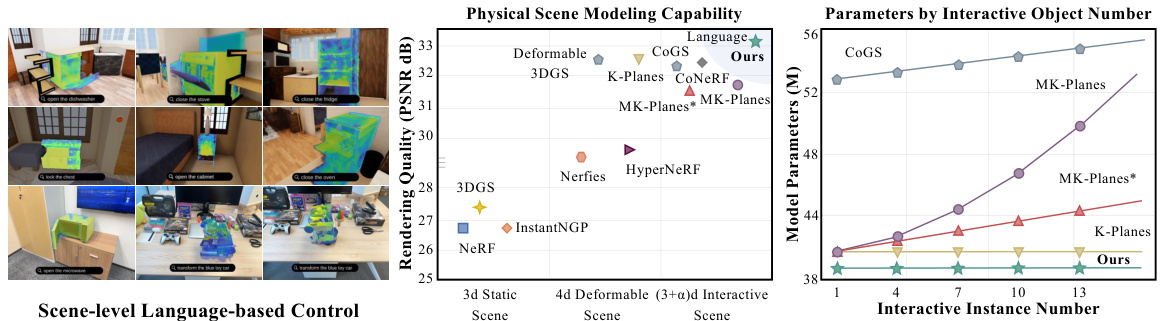 open the dishwasher
close the stove
close the fridge
lock the chest
open the cabinet
close the oven
open the microwave
transform the blue toy car
transform the blue toy car
Scene-level Language-based Control
Physical Scene Modeling Capability
Rendering Quality (PSNR dB)
33
32
31
30
28
27
26
25
Language
Ours
Deformable
3DGS
CoGS
K-Planes
CoNeRF
MK-Planes*
MK-Planes
HyperNeRF
Nerfies
3DGS
InstantNGP
NeRF
3d Static
Scene
4d Deformable
Scene
(3+α)d Interactive
Scene
Parameters by Interactive Object Number
Model Parameters (M)
56
52
48
44
38
CoGS
MK-Planes
MK-Planes*
K-Planes
Ours
1
4
7
10
13
Interactive Instance Number